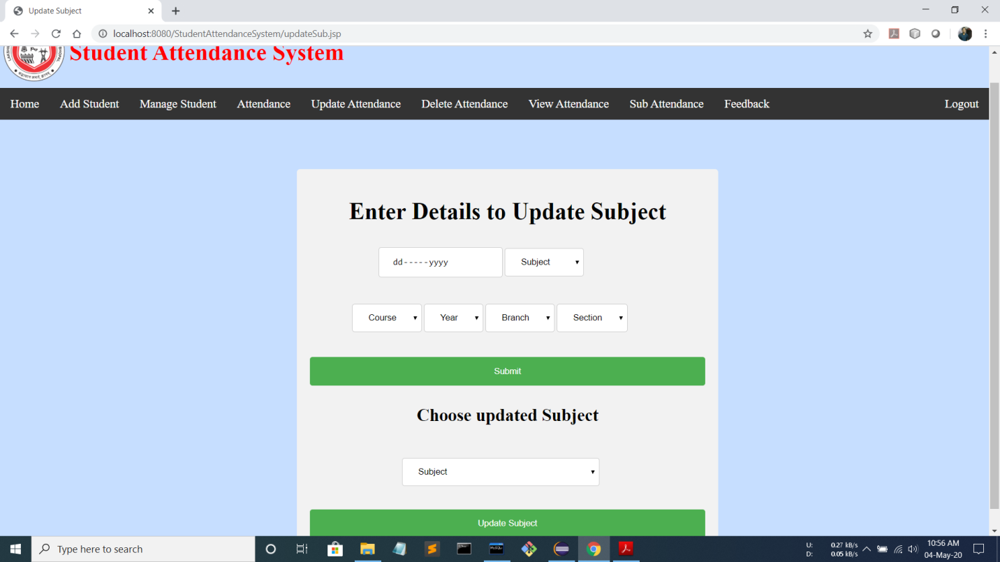 Update Subject
localhost:8080/StudentAttendanceSystem/updateSub.jsp
BHOPAL
Student Attendance System
Home Add Student Manage Student Attendance Update Attendance Delete Attendance View Attendance Sub Attendance Feedback Logout
Enter Details to Update Subject
dd-----yyyy Subject
Course Year Branch Section
Submit
Choose updated Subject
Subject
Update Subject
Type here to search
U: 0.27 kB/s
D: 0.05 kB/s
10:56 AM
04-May-20